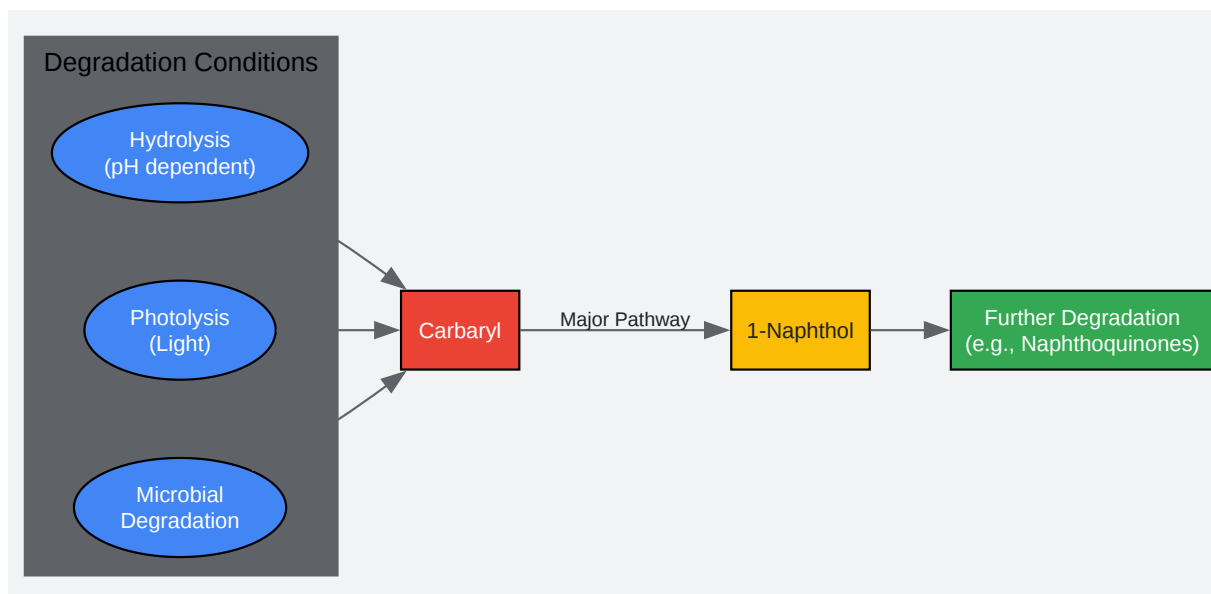 Degradation Conditions
Hydrolysis
(pH dependent)
Photolysis
(Light)
Microbial
Degradation
Carbaryl
Major Pathway
1-Naphthol
Further Degradation
(e.g., Naphthoquinones)